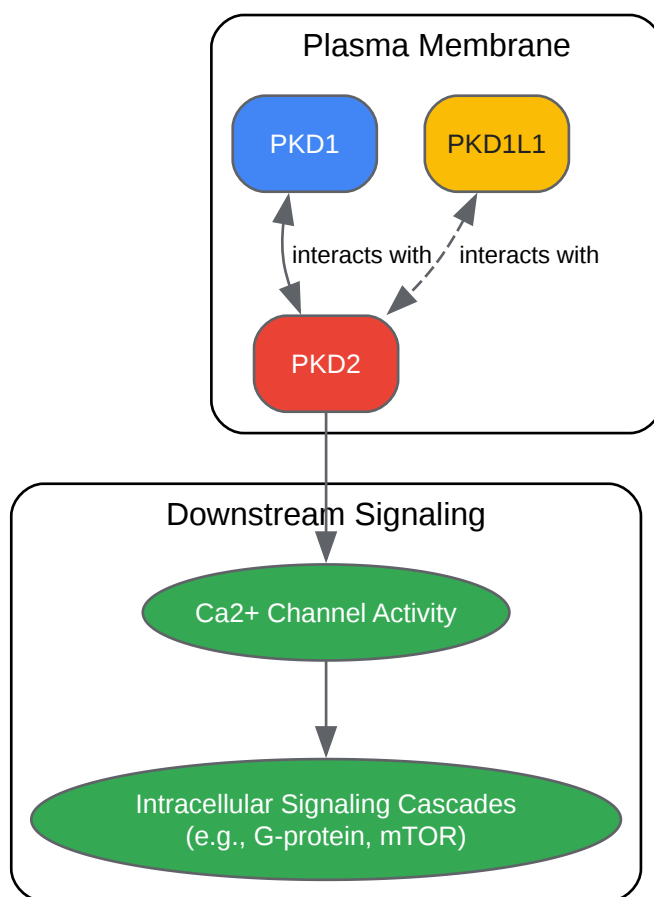 Plasma Membrane
PKD1
PKD1L1
interacts with
interacts with
PKD2
Downstream Signaling
Ca2+ Channel Activity
Intracellular Signaling Cascades
(e.g., G-protein, mTOR)